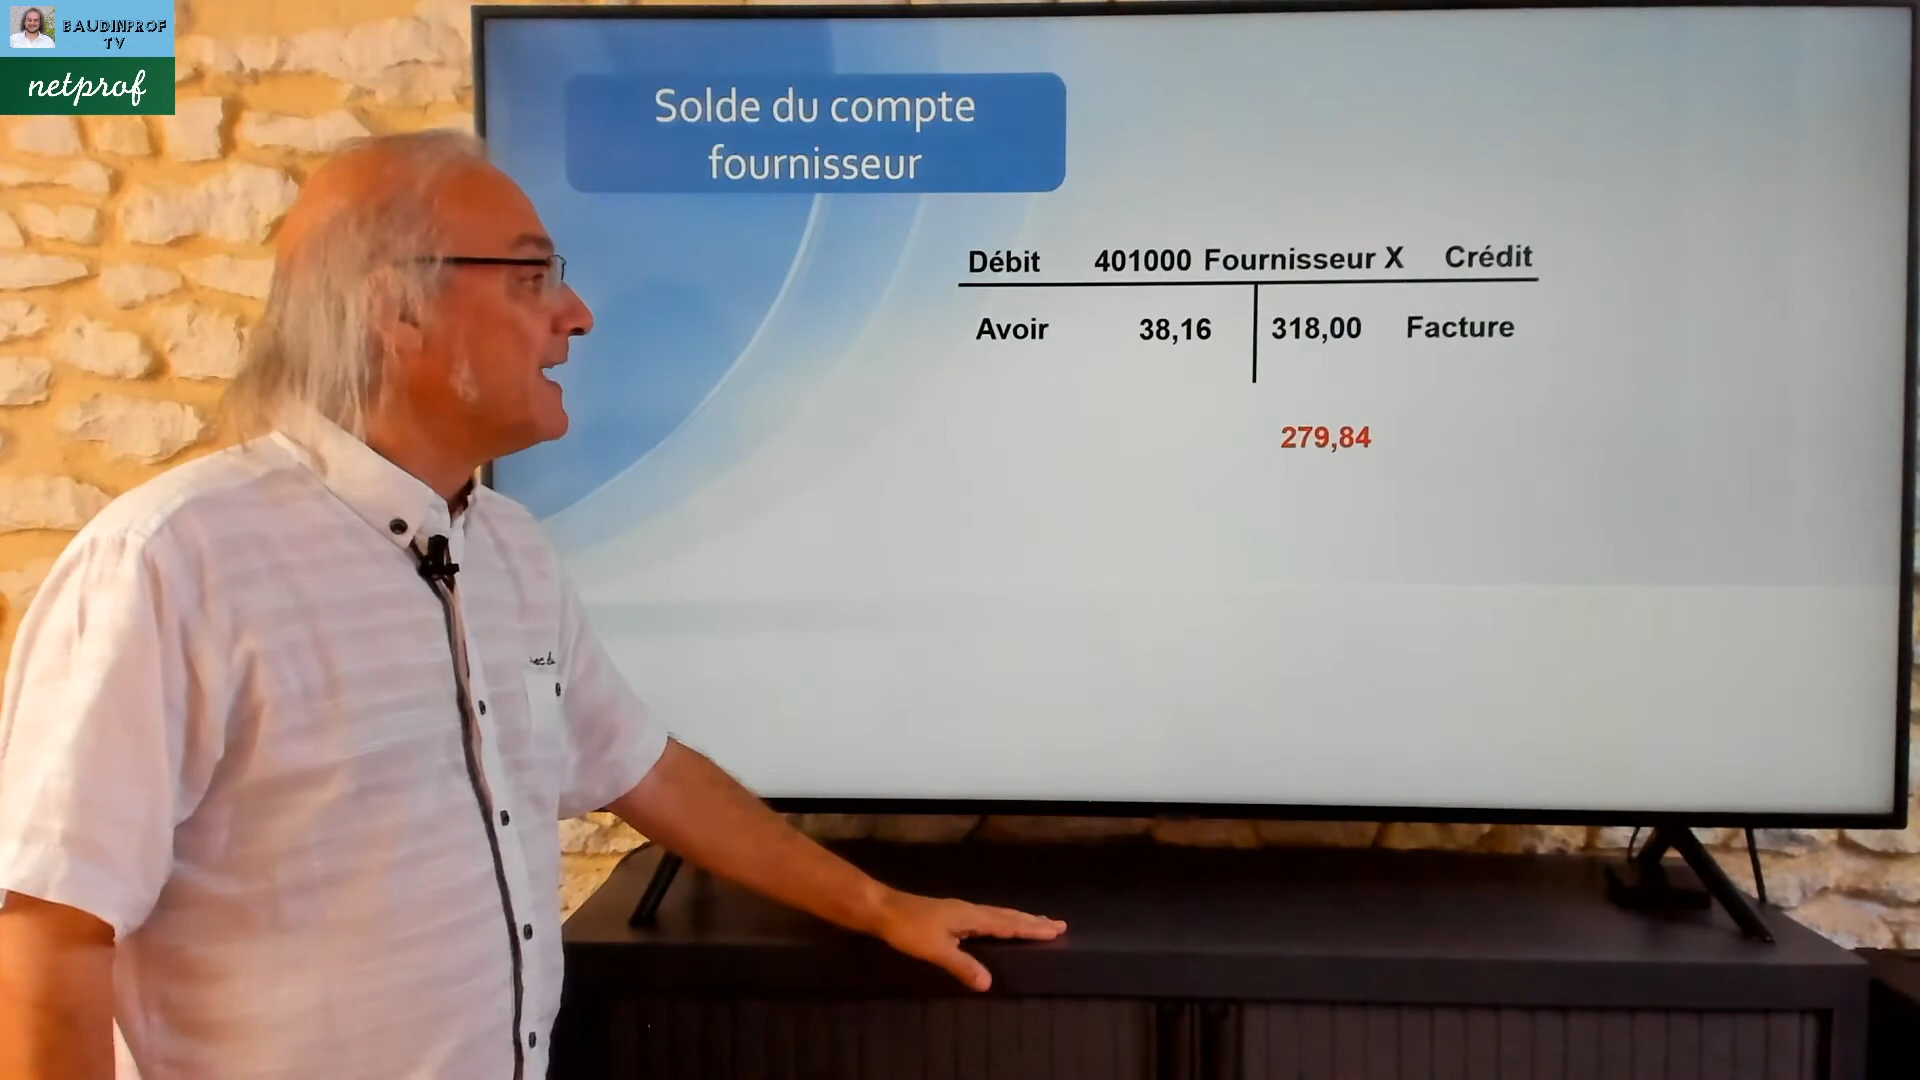 BAUDINPROF
TV
netprof
Solde du compte
fournisseur
Débit 401000 Fournisseur X Crédit
Avoir 38,16 318,00 Facture
279,84